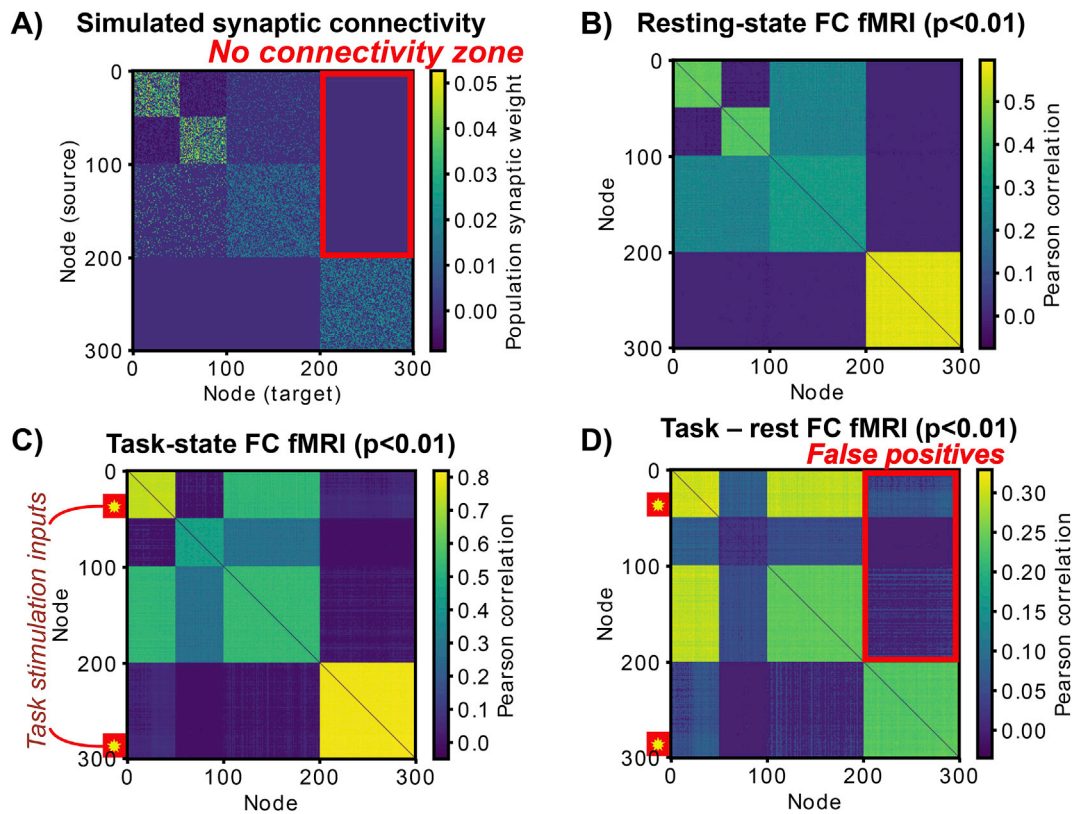 A) Simulated synaptic connectivity
No connectivity zone
0
100
200
300
Node (source)
0 100 200 300
Node (target)
0.05
0.04
0.03
0.02
0.01
0.00
Population synaptic weight
B) Resting-state FC fMRI (p<0.01)
0
100
200
300
Node
0 100 200 300
Node
0.5
0.4
0.3
0.2
0.1
0.0
Pearson correlation
C) Task-state FC fMRI (p<0.01)
Task stimulation inputs
0
100
200
300
Node
0 100 200 300
Node
0.8
0.7
0.6
0.5
0.4
0.3
0.2
0.1
0.0
Pearson correlation
D) Task – rest FC fMRI (p<0.01)
False positives
0
100
200
300
Node
0 100 200 300
Node
0.30
0.25
0.20
0.15
0.10
0.05
0.00
Pearson correlation